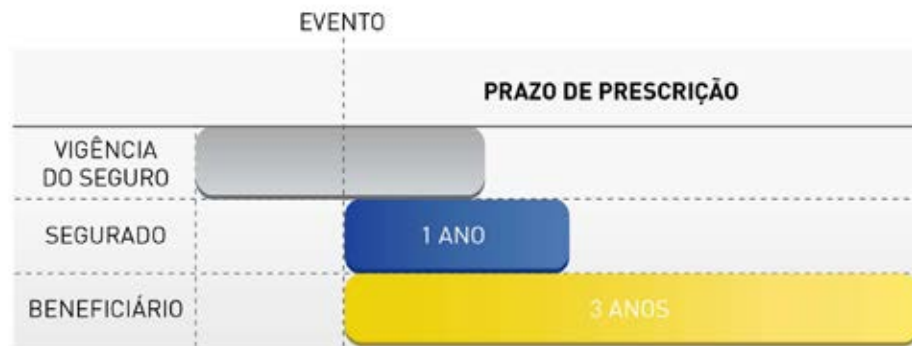 EVENTO
PRAZO DE PRESCRIÇÃO
VIGÊNCIA
DO SEGURO
SEGURADO
1 ANO
BENEFICIÁRIO
3 ANOS